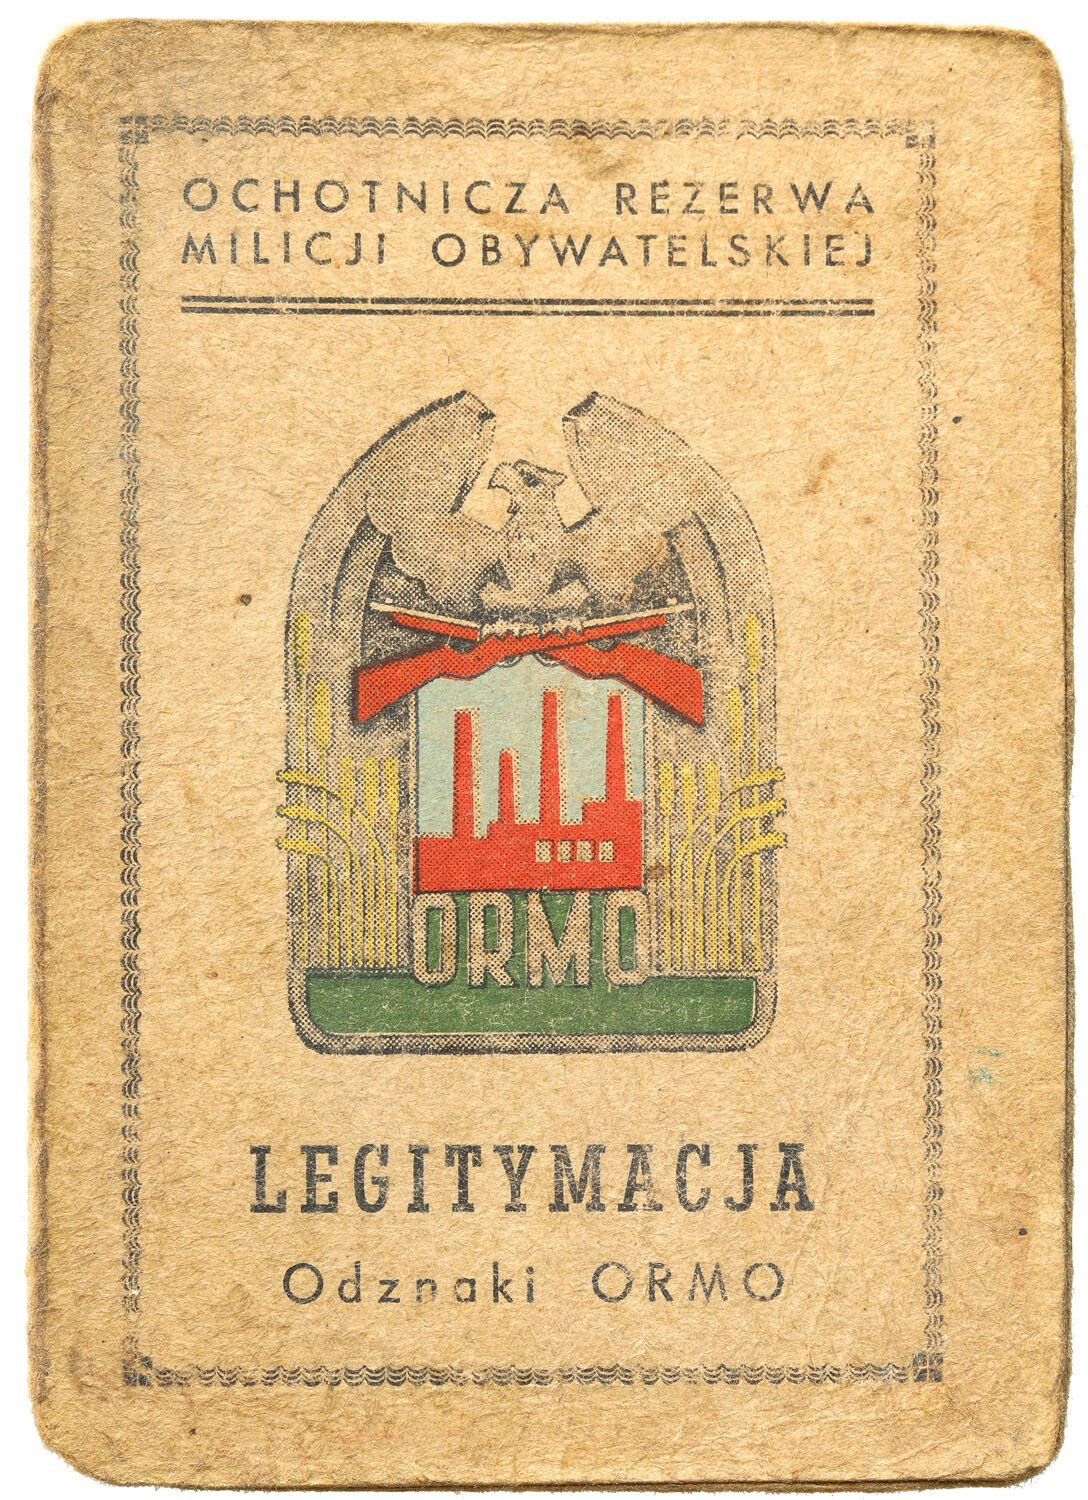 OCHOTNICZA REZERWA
MILICJI OBYWATELSKIEJ
ORMO
LEGITYMACJA
Odznaki ORMO